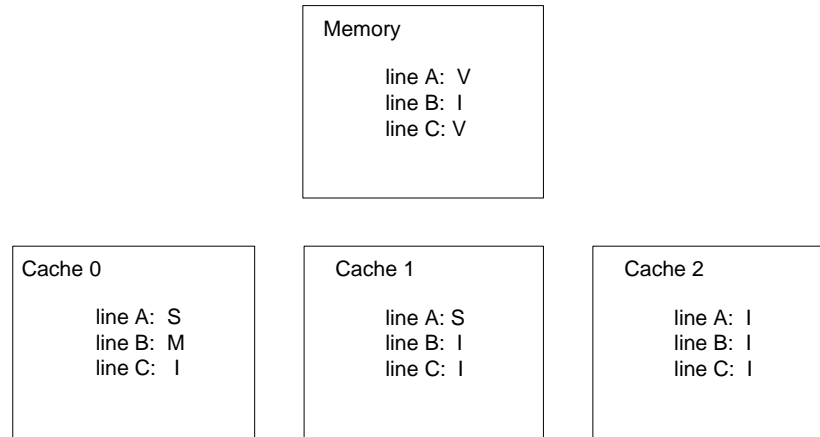 Memory
line A: V
line B: I
line C: V
Cache 0
line A: S
line B: M
line C: I
Cache 1
line A: S
line B: I
line C: I
Cache 2
line A: I
line B: I
line C: I